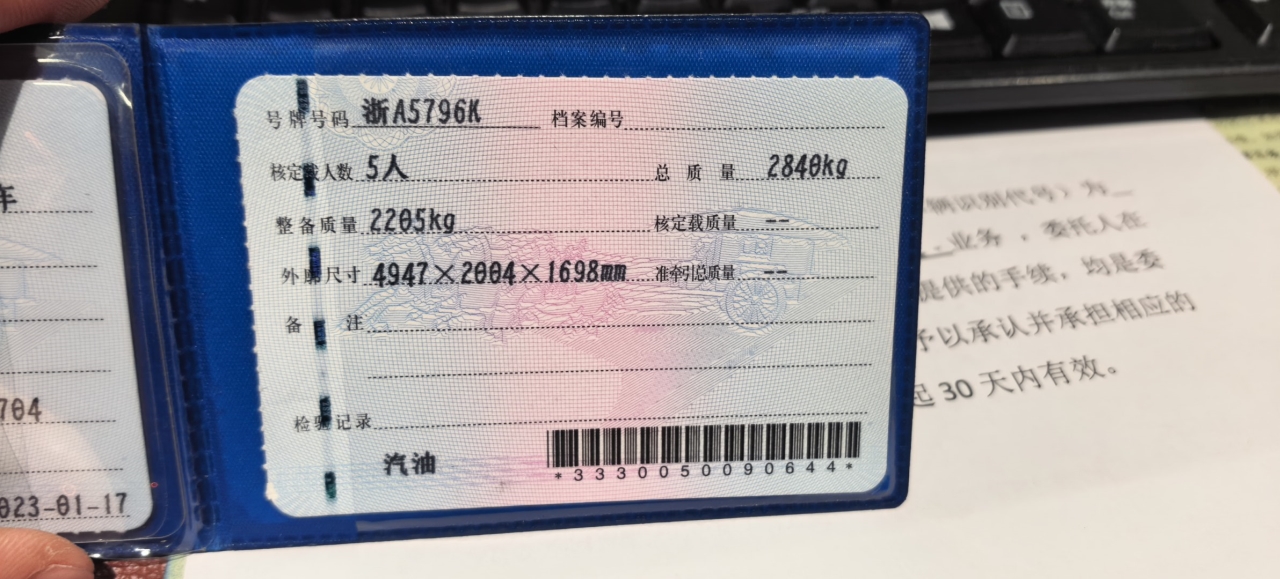 号牌号码 浙A5796K 档案编号
核定载人数 5人 总质量 2840kg
整备质量 2205kg 核定载质量 --
外廓尺寸 4947×2004×1698mm 准牵引总质量 --
备注
检验记录
汽油
*3330050090644*
车
704
023-01-17
辆识别代号）为
业务，委托人在
提供的手续，均是委
予以承认并承担相应的
起 30 天内有效。